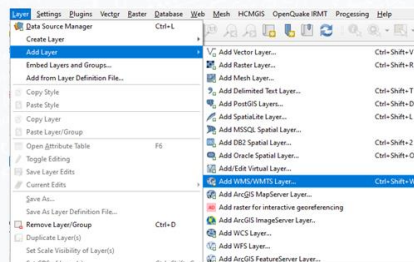 Layer Settings Plugins Vector Raster Database Web Mesh HCMGIS OpenQuake IRMT Processing Help
Data Source Manager Ctrl+L
Create Layer
Add Layer
Embed Layers and Groups...
Add from Layer Definition File...
Copy Style
Paste Style
Copy Layer
Paste Layer/Group
Open Attribute Table F6
Toggle Editing
Save Layer Edits
Current Edits
Save As...
Save As Layer Definition File...
Remove Layer/Group Ctrl+D
Duplicate Layer(s)
Set Scale Visibility of Layer(s)
Add Vector Layer... Ctrl+Shift+V
Add Raster Layer... Ctrl+Shift+R
Add Mesh Layer...
Add Delimited Text Layer... Ctrl+Shift+T
Add PostGIS Layers... Ctrl+Shift+D
Add SpatiaLite Layer... Ctrl+Shift+L
Add MSSQL Spatial Layer...
Add DB2 Spatial Layer... Ctrl+Shift+2
Add Oracle Spatial Layer... Ctrl+Shift+O
Add/Edit Virtual Layer...
Add WMS/WMTS Layer... Ctrl+Shift+W
Add ArcGIS MapServer Layer...
Add raster for interactive georeferencing
Add ArcGIS ImageServer Layer...
Add WCS Layer...
Add WFS Layer...
Add ArcGIS FeatureServer Layer...